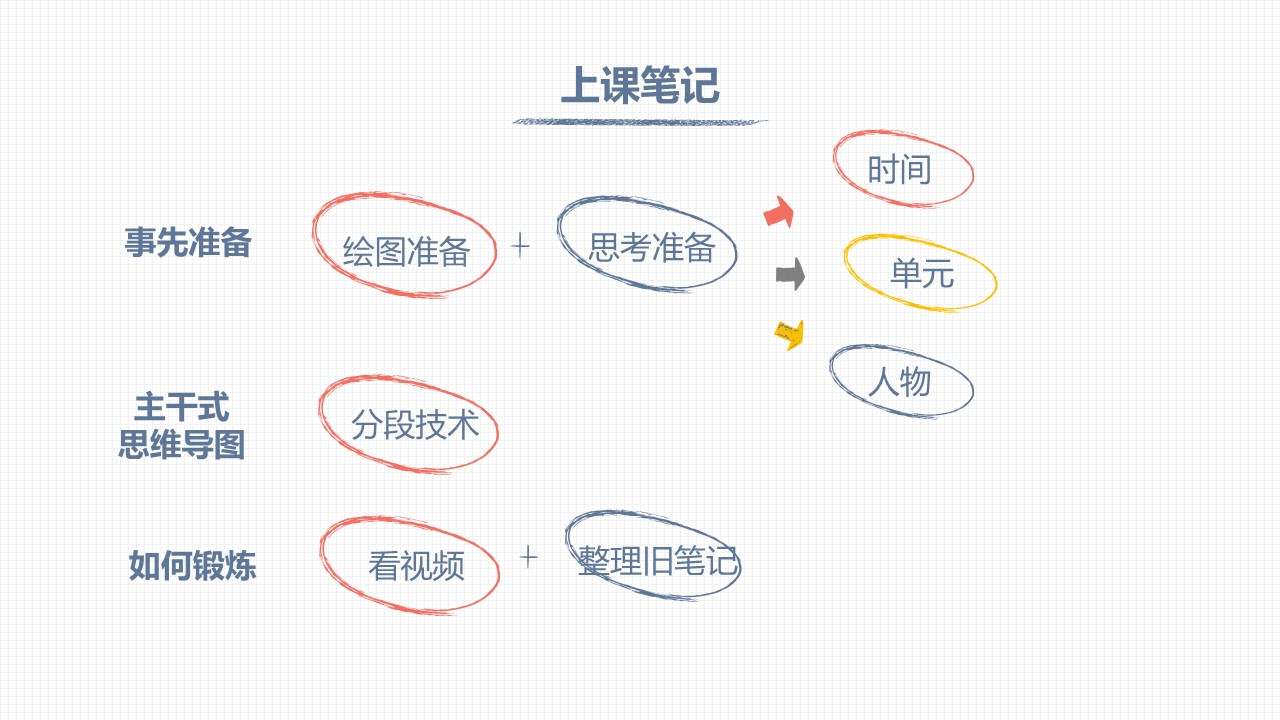 上课笔记
事先准备
绘图准备
+
思考准备
时间
单元
人物
主干式
思维导图
分段技术
如何锻炼
看视频
+
整理旧笔记